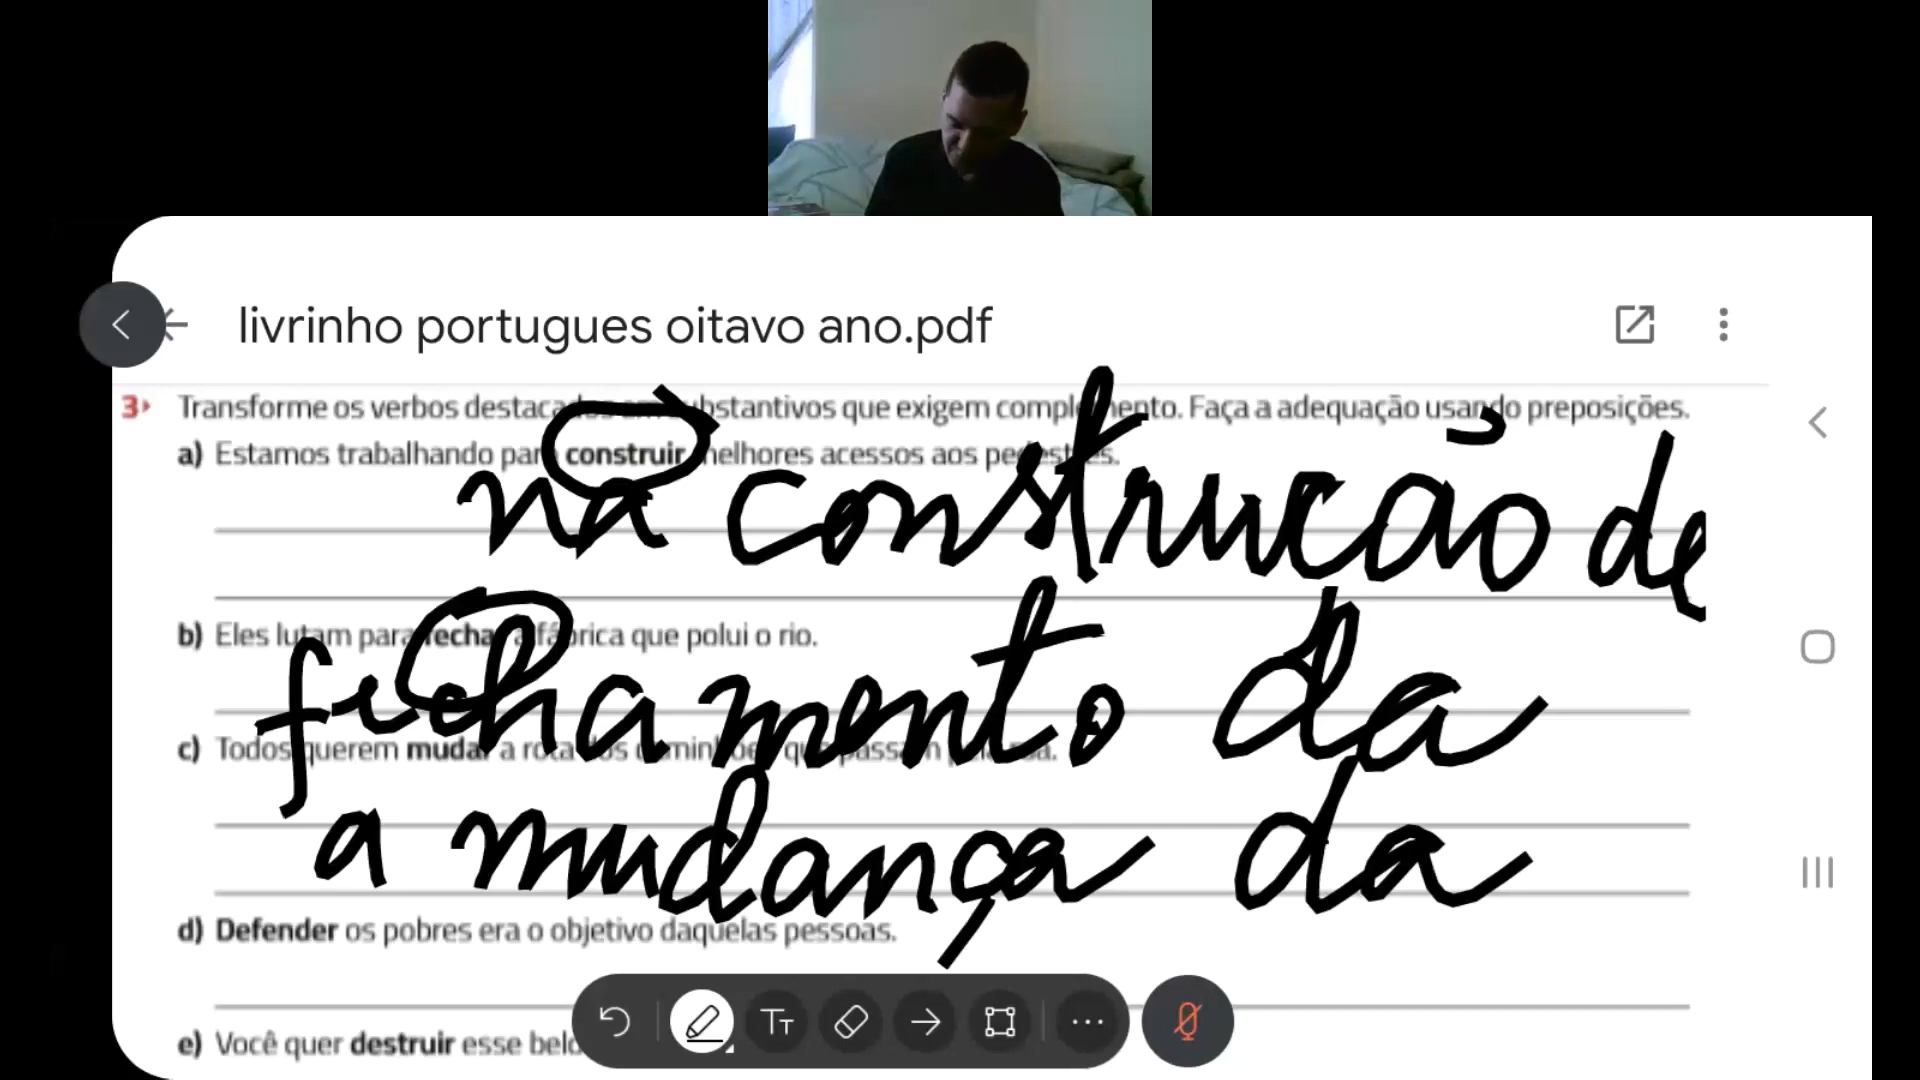 livrinho portugues oitavo ano.pdf
3 Transforme os verbos destacados em substantivos que exigem complemento. Faça a adequação usando preposições.
a) Estamos trabalhando para construir melhores acessos aos pedestres.
na construcão de
b) Eles lutam para fechar a fábrica que polui o rio.
fechamento da
c) Todos querem mudar a rota dos caminhões que passam pela rua.
a mudança da
d) Defender os pobres era o objetivo daquelas pessoas.
e) Você quer destruir esse belo
Tт